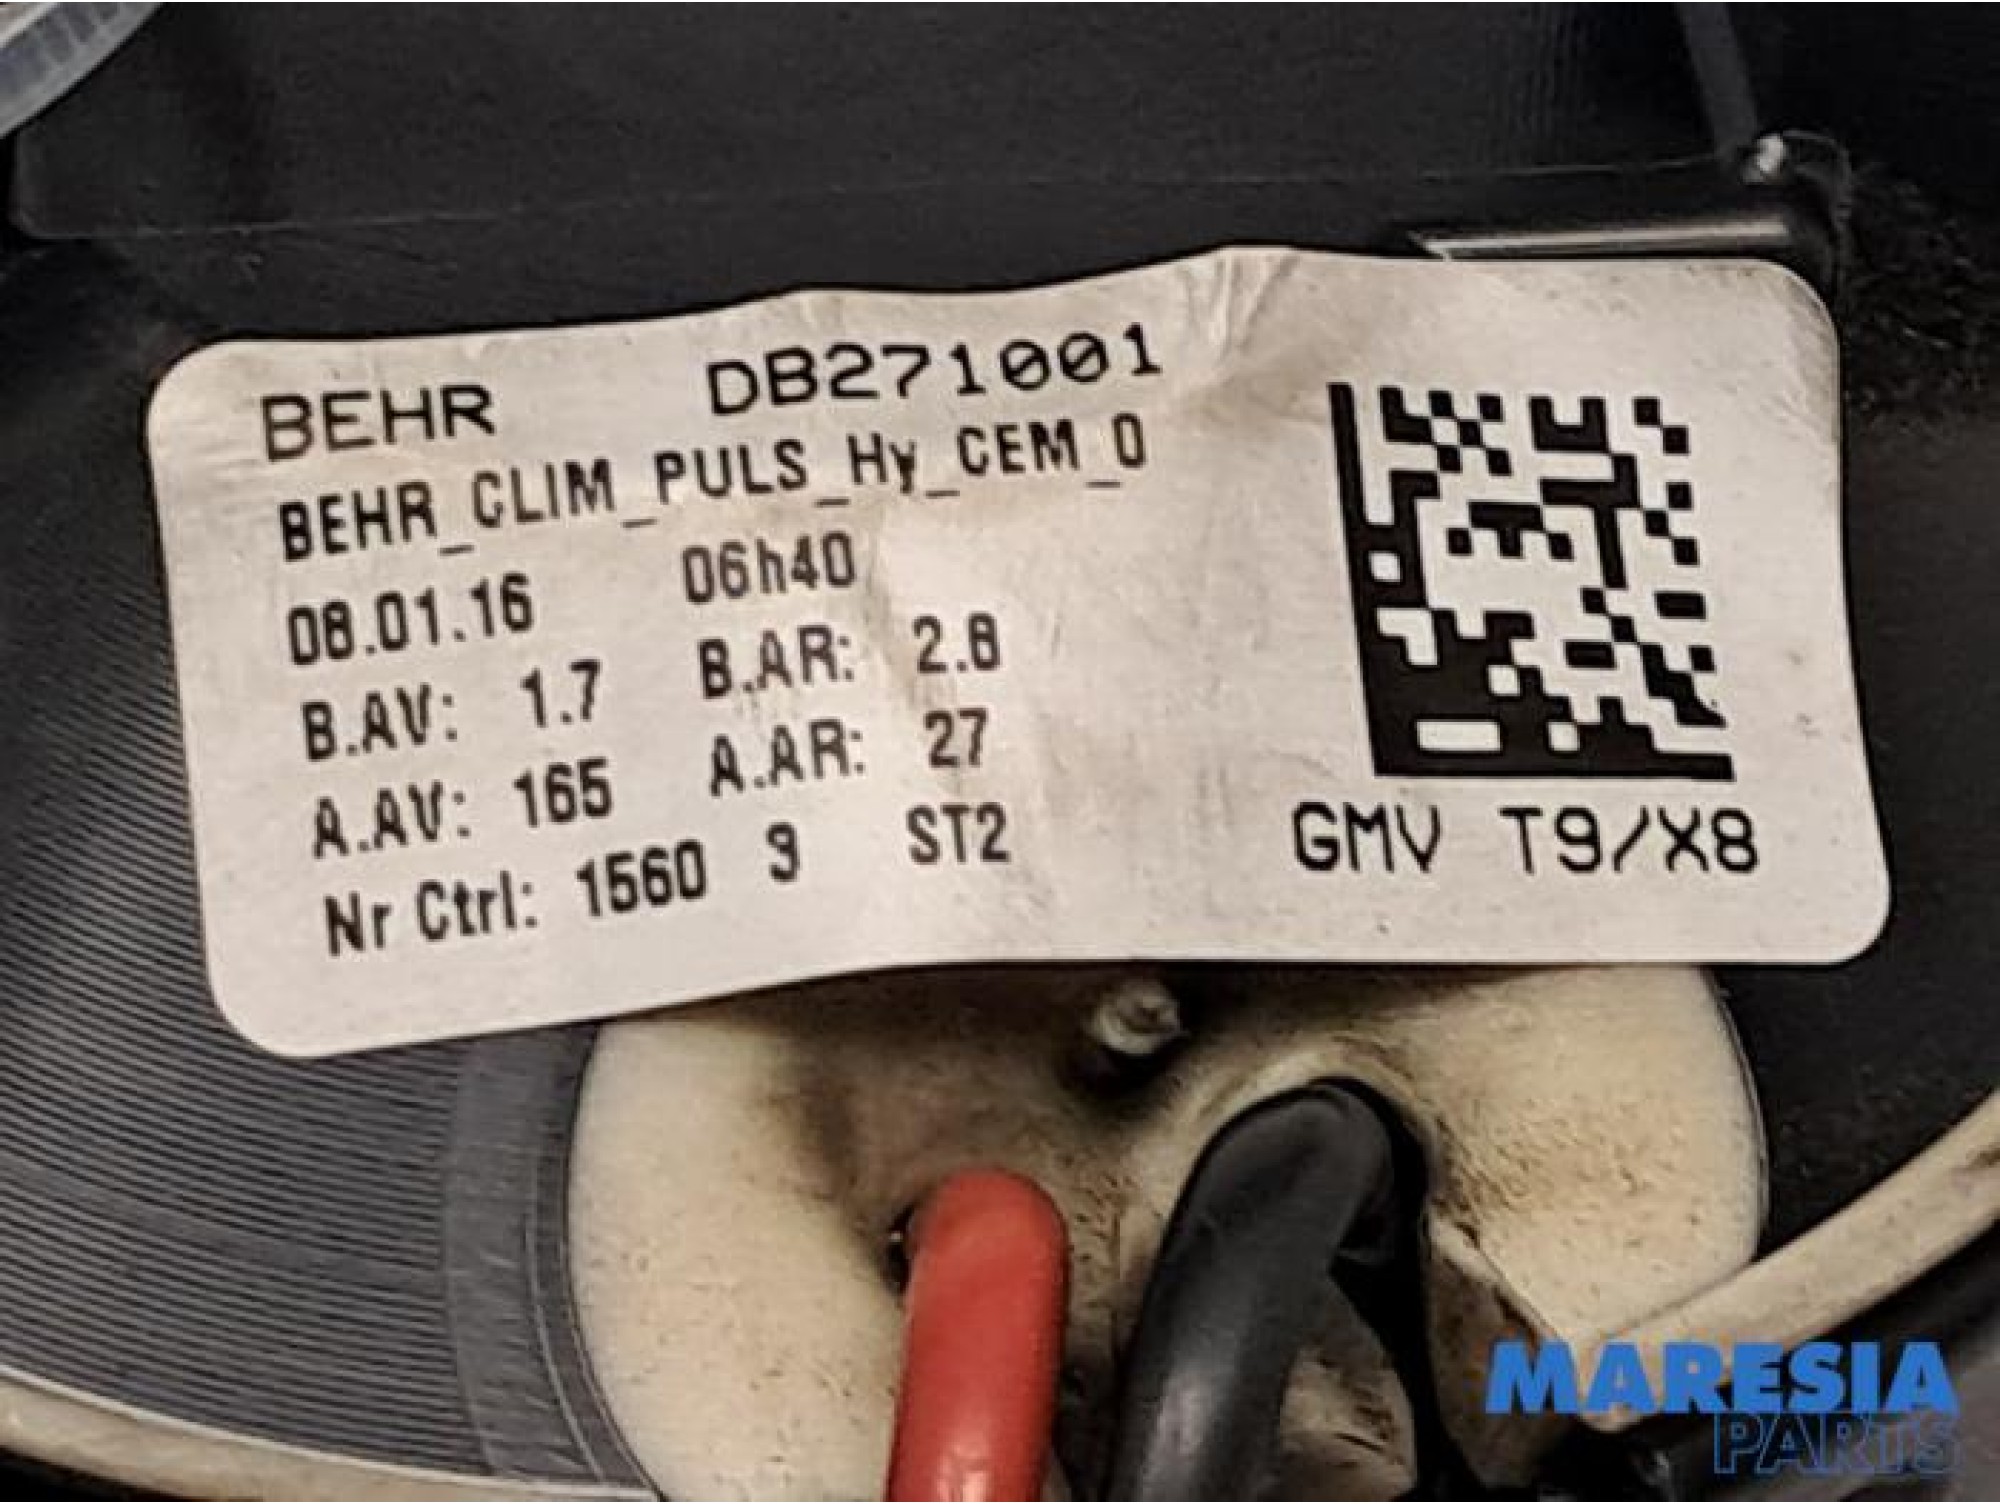 BEHR DB271001
BEHR_CLIM_PULS_Hy_CEM_0
08.01.16 06h40
B.AV: 1.7 B.AR: 2.8
A.AV: 165 A.AR: 27
Nr Ctrl: 1560 9 ST2
GMV T9/X8
MARESIA
PARTS